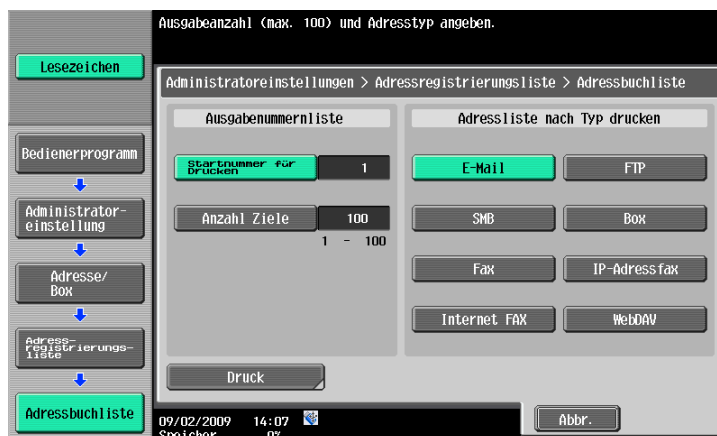 Ausgabeanzahl (max. 100) und Adresstyp angeben.
Lesezeichen
Administratoreinstellungen > Adressregistrierungsliste > Adressbuchliste
Ausgabenummernliste
Adressliste nach Typ drucken
Bedienerprogramm
Startnummer für
Drucken
1
E-Mail
FTP
Administrator-
einstellung
Anzahl Ziele
100
1 - 100
SMB
Box
Adresse/
Box
Fax
IP-Adressfax
Internet FAX
WebDAV
Adress-
registrierungs-
liste
Druck
Adressbuchliste
09/02/2009 14:07
Speicher 0%
Abbr.